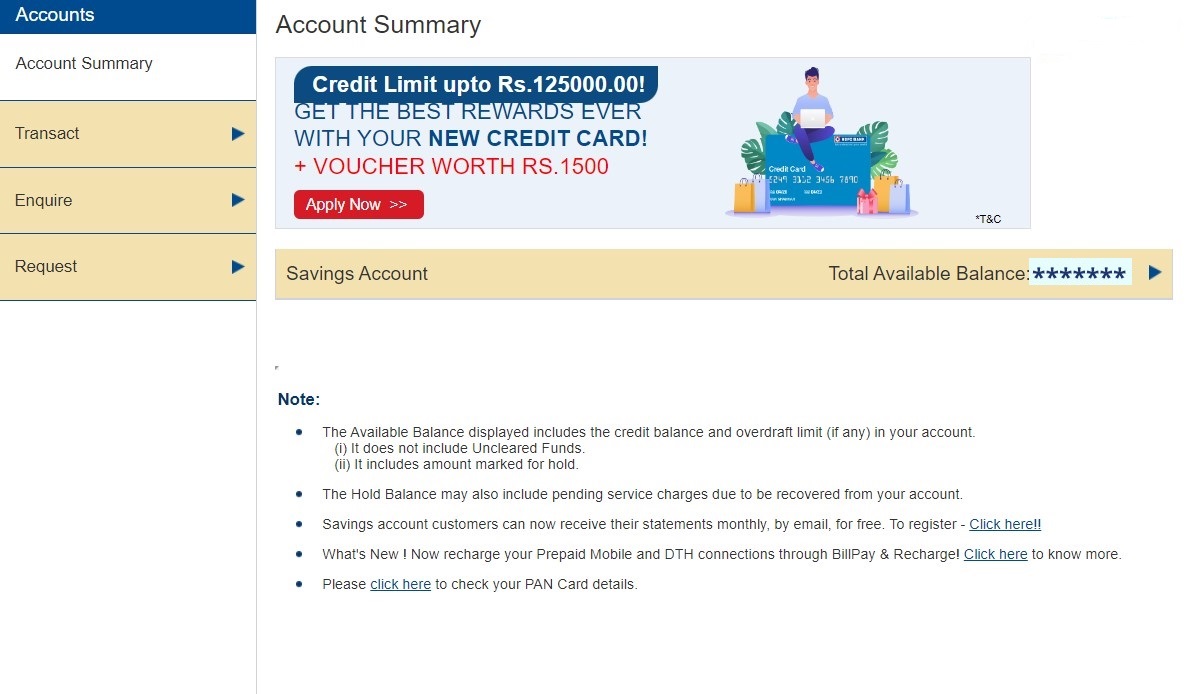 Accounts
Account Summary
Transact
Enquire
Request
Account Summary
Credit Limit upto Rs.125000.00!
GET THE BEST REWARDS EVER
WITH YOUR NEW CREDIT CARD!
+ VOUCHER WORTH RS.1500
Apply Now >>
HDFC BANK
Credit Card
5249 3112 3456 7890
*T&C
Savings Account
Total Available Balance:*******
Note:
The Available Balance displayed includes the credit balance and overdraft limit (if any) in your account.
(i) It does not include Uncleared Funds.
(ii) It includes amount marked for hold.
The Hold Balance may also include pending service charges due to be recovered from your account.
Savings account customers can now receive their statements monthly, by email, for free. To register - Click here!!
What's New ! Now recharge your Prepaid Mobile and DTH connections through BillPay & Recharge! Click here to know more.
Please click here to check your PAN Card details.